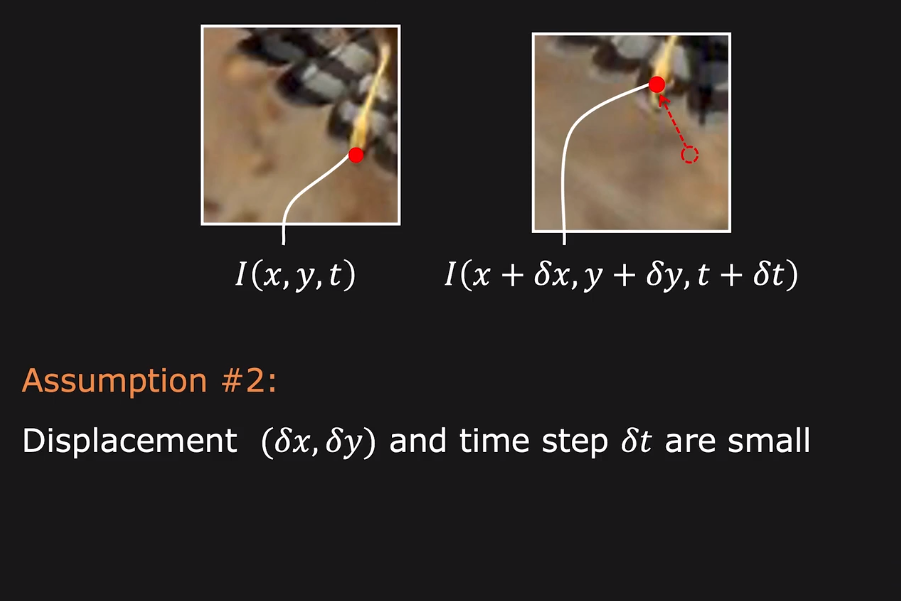 I(x, y, t)
I(x + δx, y + δy, t + δt)
Assumption #2:
Displacement (δx, δy) and time step δt are small